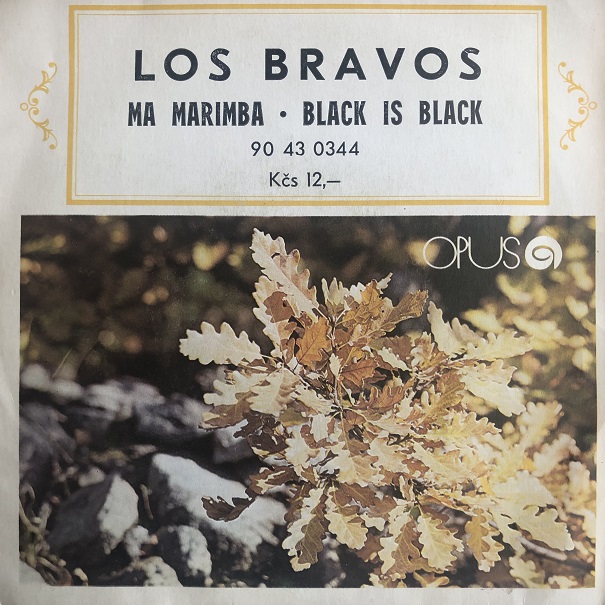 LOS BRAVOS
MA MARIMBA • BLACK IS BLACK
90 43 0344
Kčs 12,—
OPUS